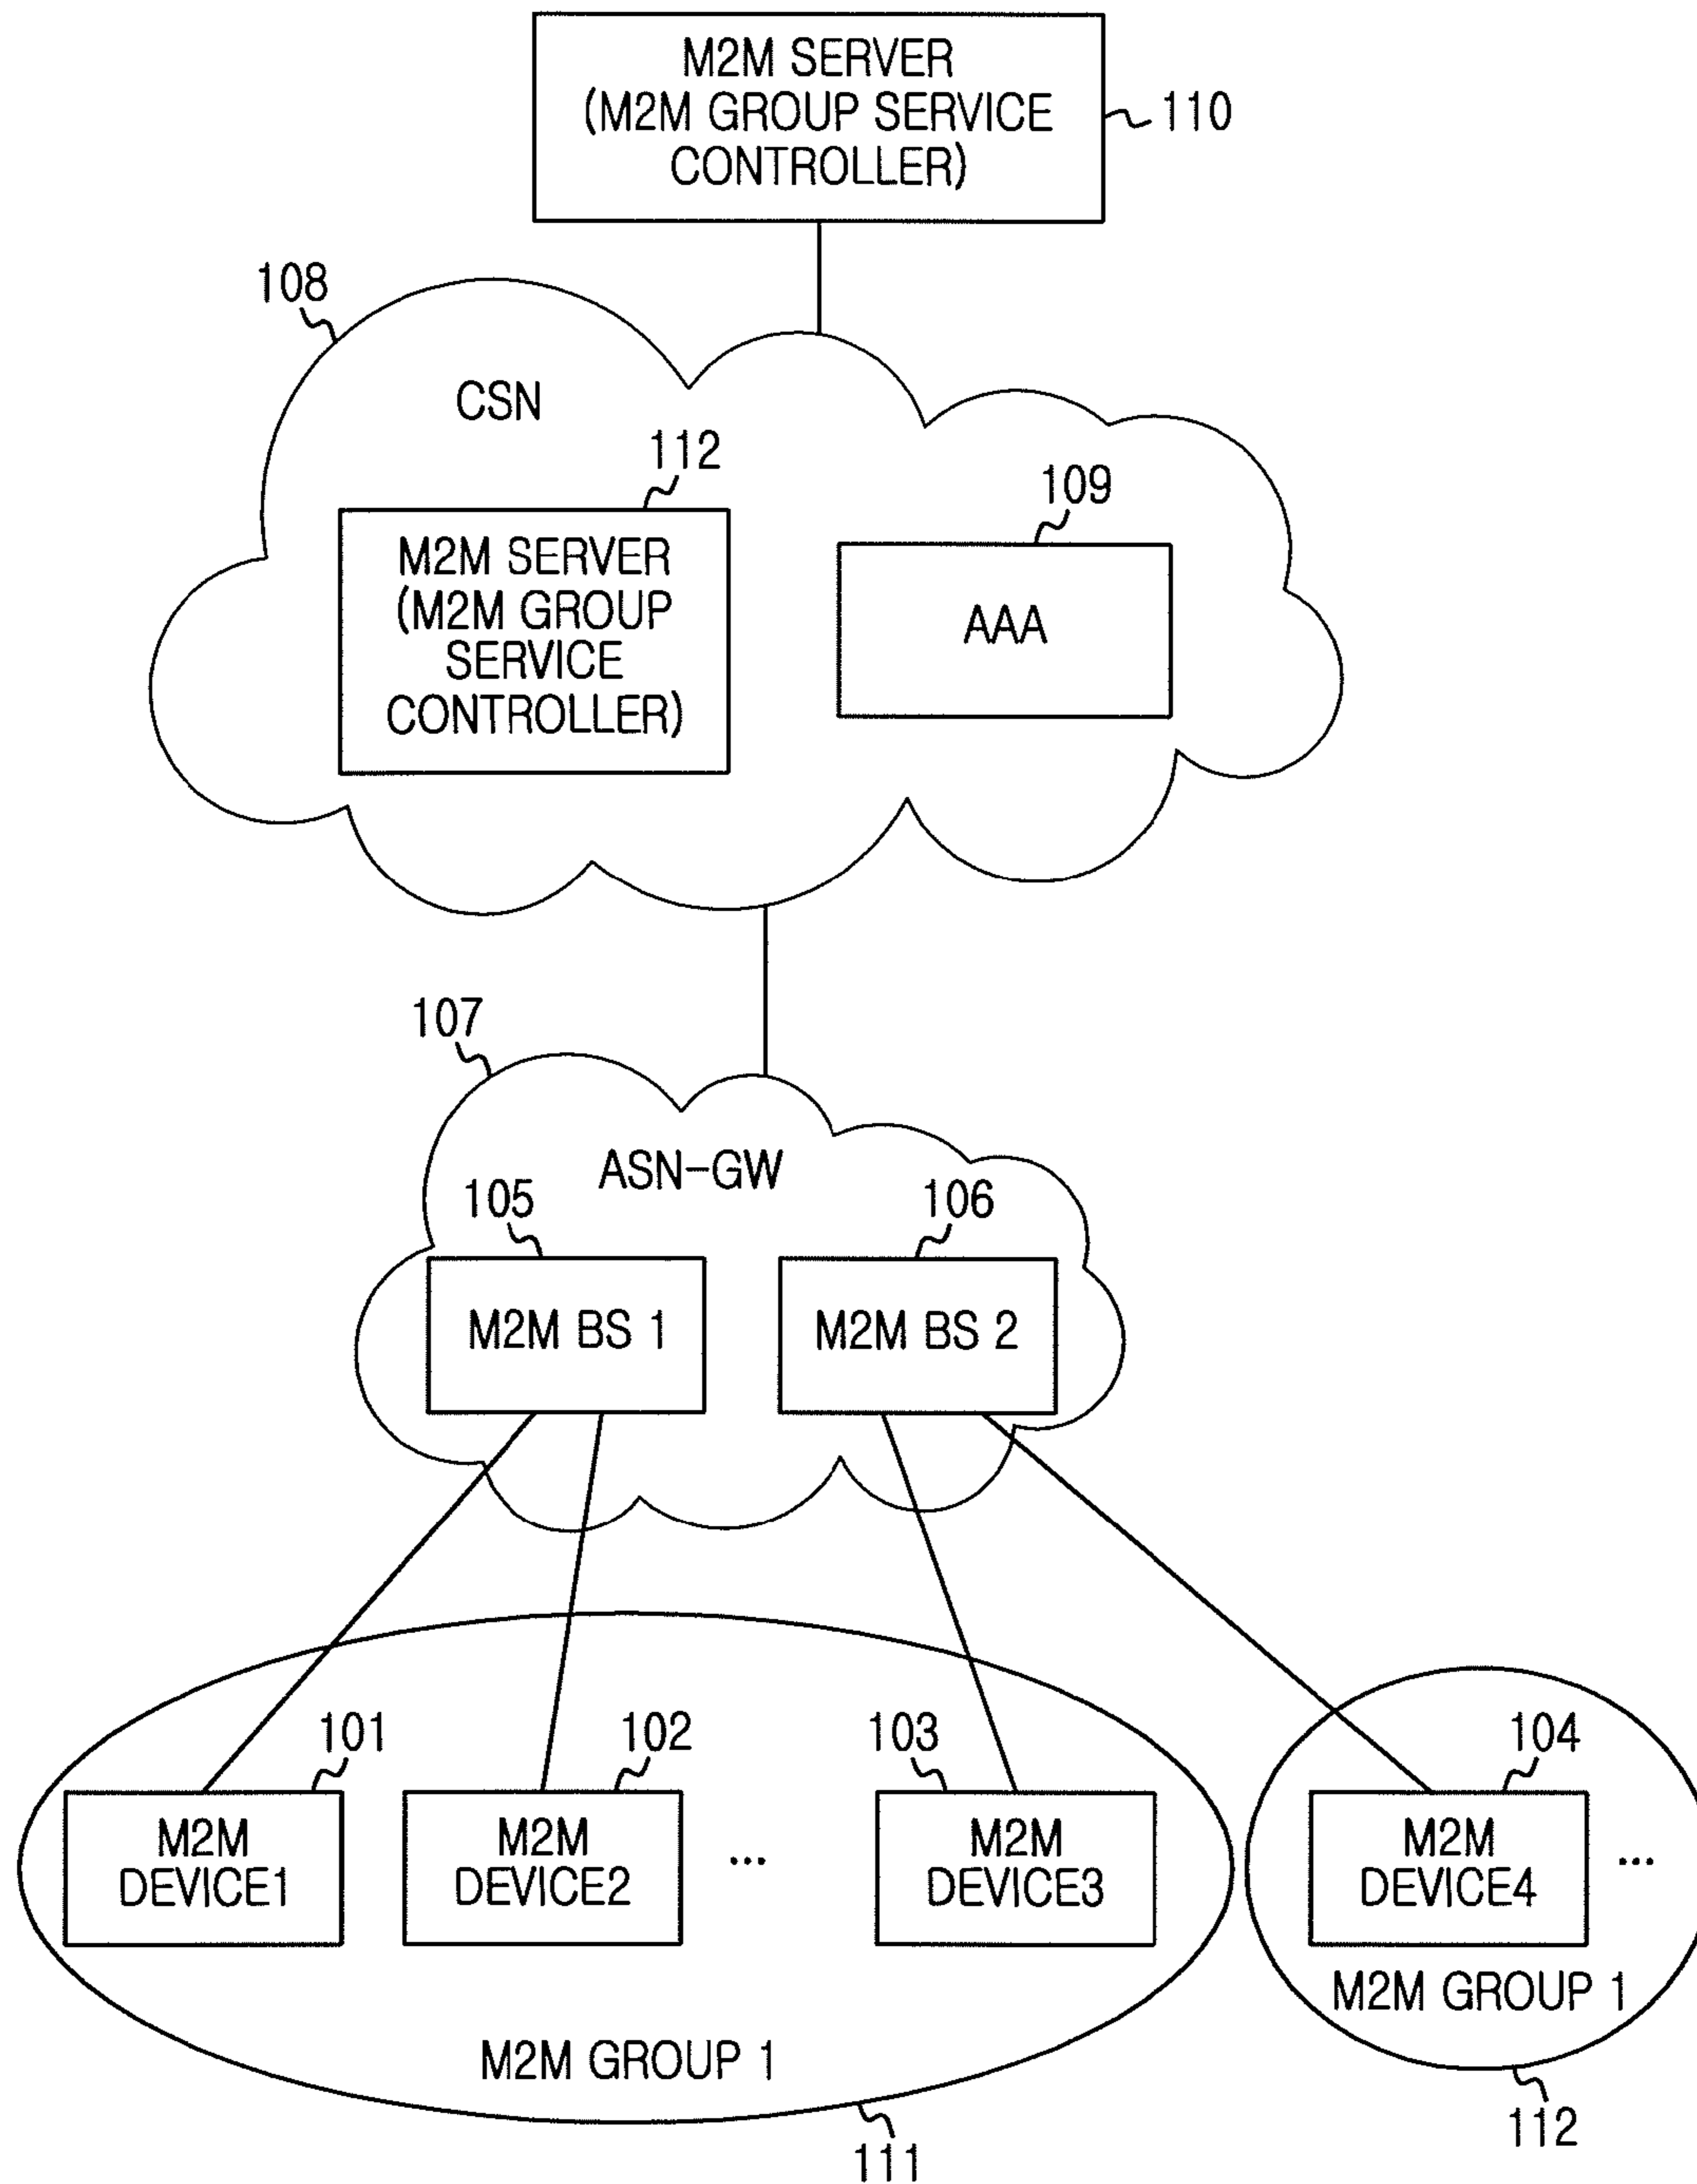 M2M SERVER
(M2M GROUP SERVICE
CONTROLLER)
110
108
CSN
112
109
M2M SERVER
(M2M GROUP
SERVICE
CONTROLLER)
AAA
107
ASN-GW
105
106
M2M BS 1
M2M BS 2
101
102
103
104
M2M
DEVICE1
M2M
DEVICE2
...
M2M
DEVICE3
M2M
DEVICE4
...
M2M GROUP 1
M2M GROUP 1
111
112